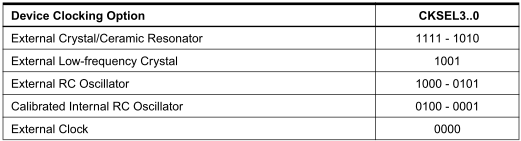 Device Clocking Option CKSEL3..0
External Crystal/Ceramic Resonator 1111 - 1010
External Low-frequency Crystal 1001
External RC Oscillator 1000 - 0101
Calibrated Internal RC Oscillator 0100 - 0001
External Clock 0000